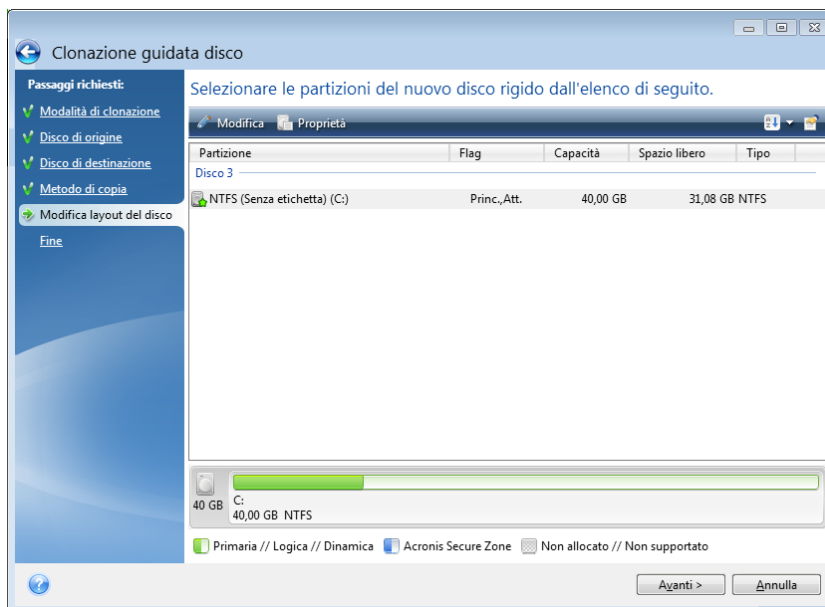 Clonazione guidata disco
Passaggi richiesti:
Modalità di clonazione
Disco di origine
Disco di destinazione
Metodo di copia
Modifica layout del disco
Fine
Selezionare le partizioni del nuovo disco rigido dall'elenco di seguito.
Modifica Proprietà
Partizione Flag Capacità Spazio libero Tipo
Disco 3
NTFS (Senza etichetta) (C:) Princ.,Att. 40,00 GB 31,08 GB NTFS
40 GB
C:
40,00 GB NTFS
Primaria // Logica // Dinamica Acronis Secure Zone Non allocato // Non supportato
Avanti > Annulla